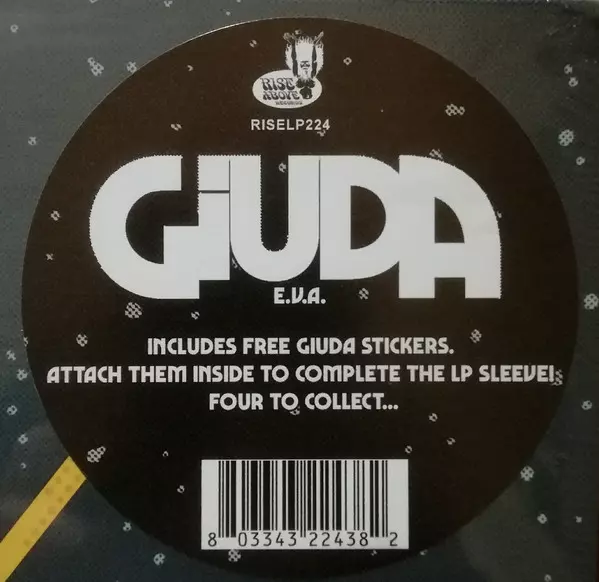 RISE
ABOVE
RECORDS
RISELP224
GIUDA
E.V.A.
INCLUDES FREE GIUDA STICKERS.
ATTACH THEM INSIDE TO COMPLETE THE LP SLEEVE!
FOUR TO COLLECT...
8 03343 22438 2